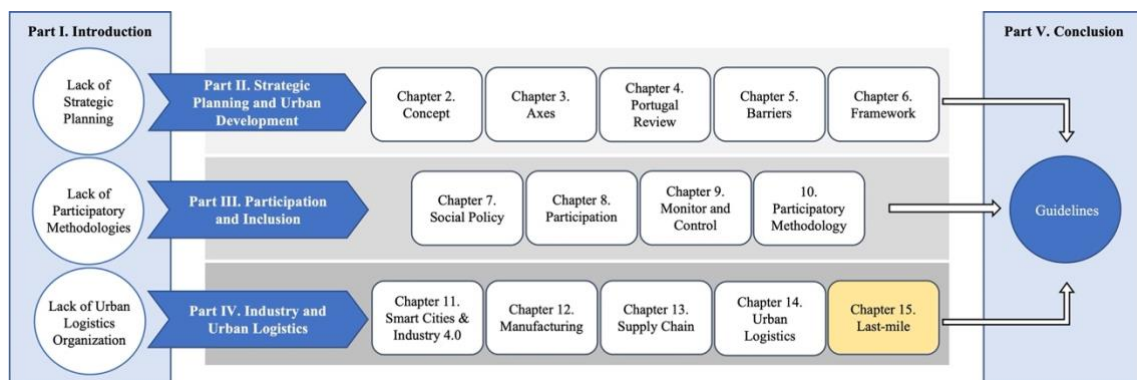 Part I. Introduction
Part V. Conclusion
Lack of
Strategic
Planning
Part II. Strategic
Planning and Urban
Development
Chapter 2.
Concept
Chapter 3.
Axes
Chapter 4.
Portugal
Review
Chapter 5.
Barriers
Chapter 6.
Framework
Lack of
Participatory
Methodologies
Part III. Participation
and Inclusion
Chapter 7.
Social Policy
Chapter 8.
Participation
Chapter 9.
Monitor and
Control
10.
Participatory
Methodology
Guidelines
Lack of Urban
Logistics
Organization
Part IV. Industry and
Urban Logistics
Chapter 11.
Smart Cities &
Industry 4.0
Chapter 12.
Manufacturing
Chapter 13.
Supply Chain
Chapter 14.
Urban
Logistics
Chapter 15.
Last-mile